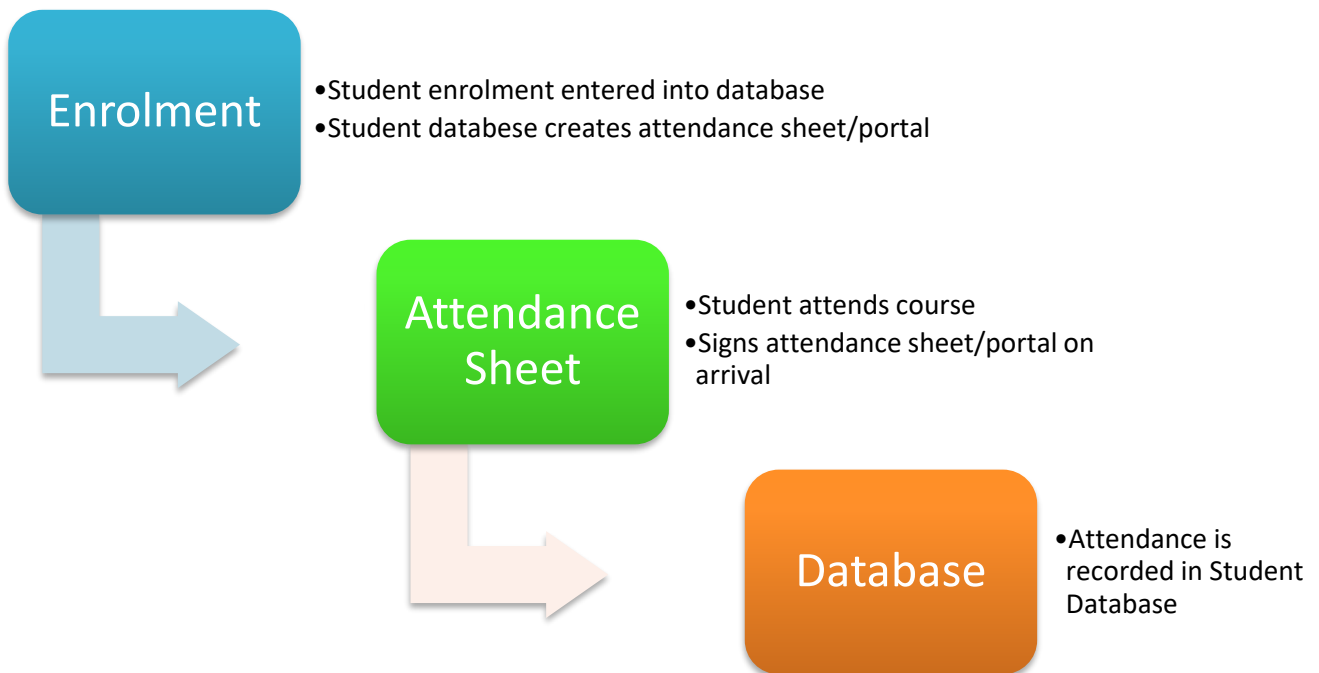 Enrolment
•Student enrolment entered into database
•Student databese creates attendance sheet/portal
Attendance
Sheet
•Student attends course
•Signs attendance sheet/portal on
arrival
Database
•Attendance is
recorded in Student
Database